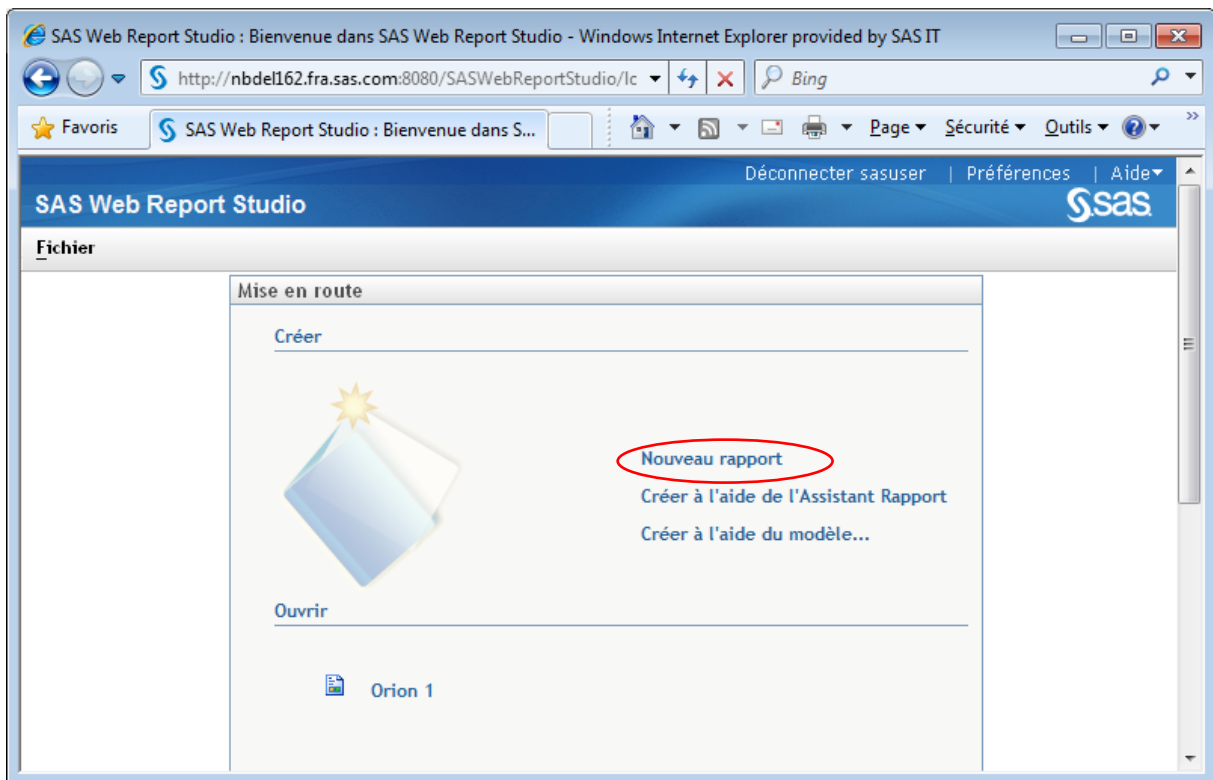 SAS Web Report Studio : Bienvenue dans SAS Web Report Studio - Windows Internet Explorer provided by SAS IT
http://nbdel162.fra.sas.com:8080/SASWebReportStudio/lc
Bing
Favoris
SAS Web Report Studio : Bienvenue dans S...
Page
Sécurité
Outils
Déconnecter sasuser | Préférences | Aide
SAS Web Report Studio
sas
Fichier
Mise en route
Créer
Nouveau rapport
Créer à l'aide de l'Assistant Rapport
Créer à l'aide du modèle...
Ouvrir
Orion 1